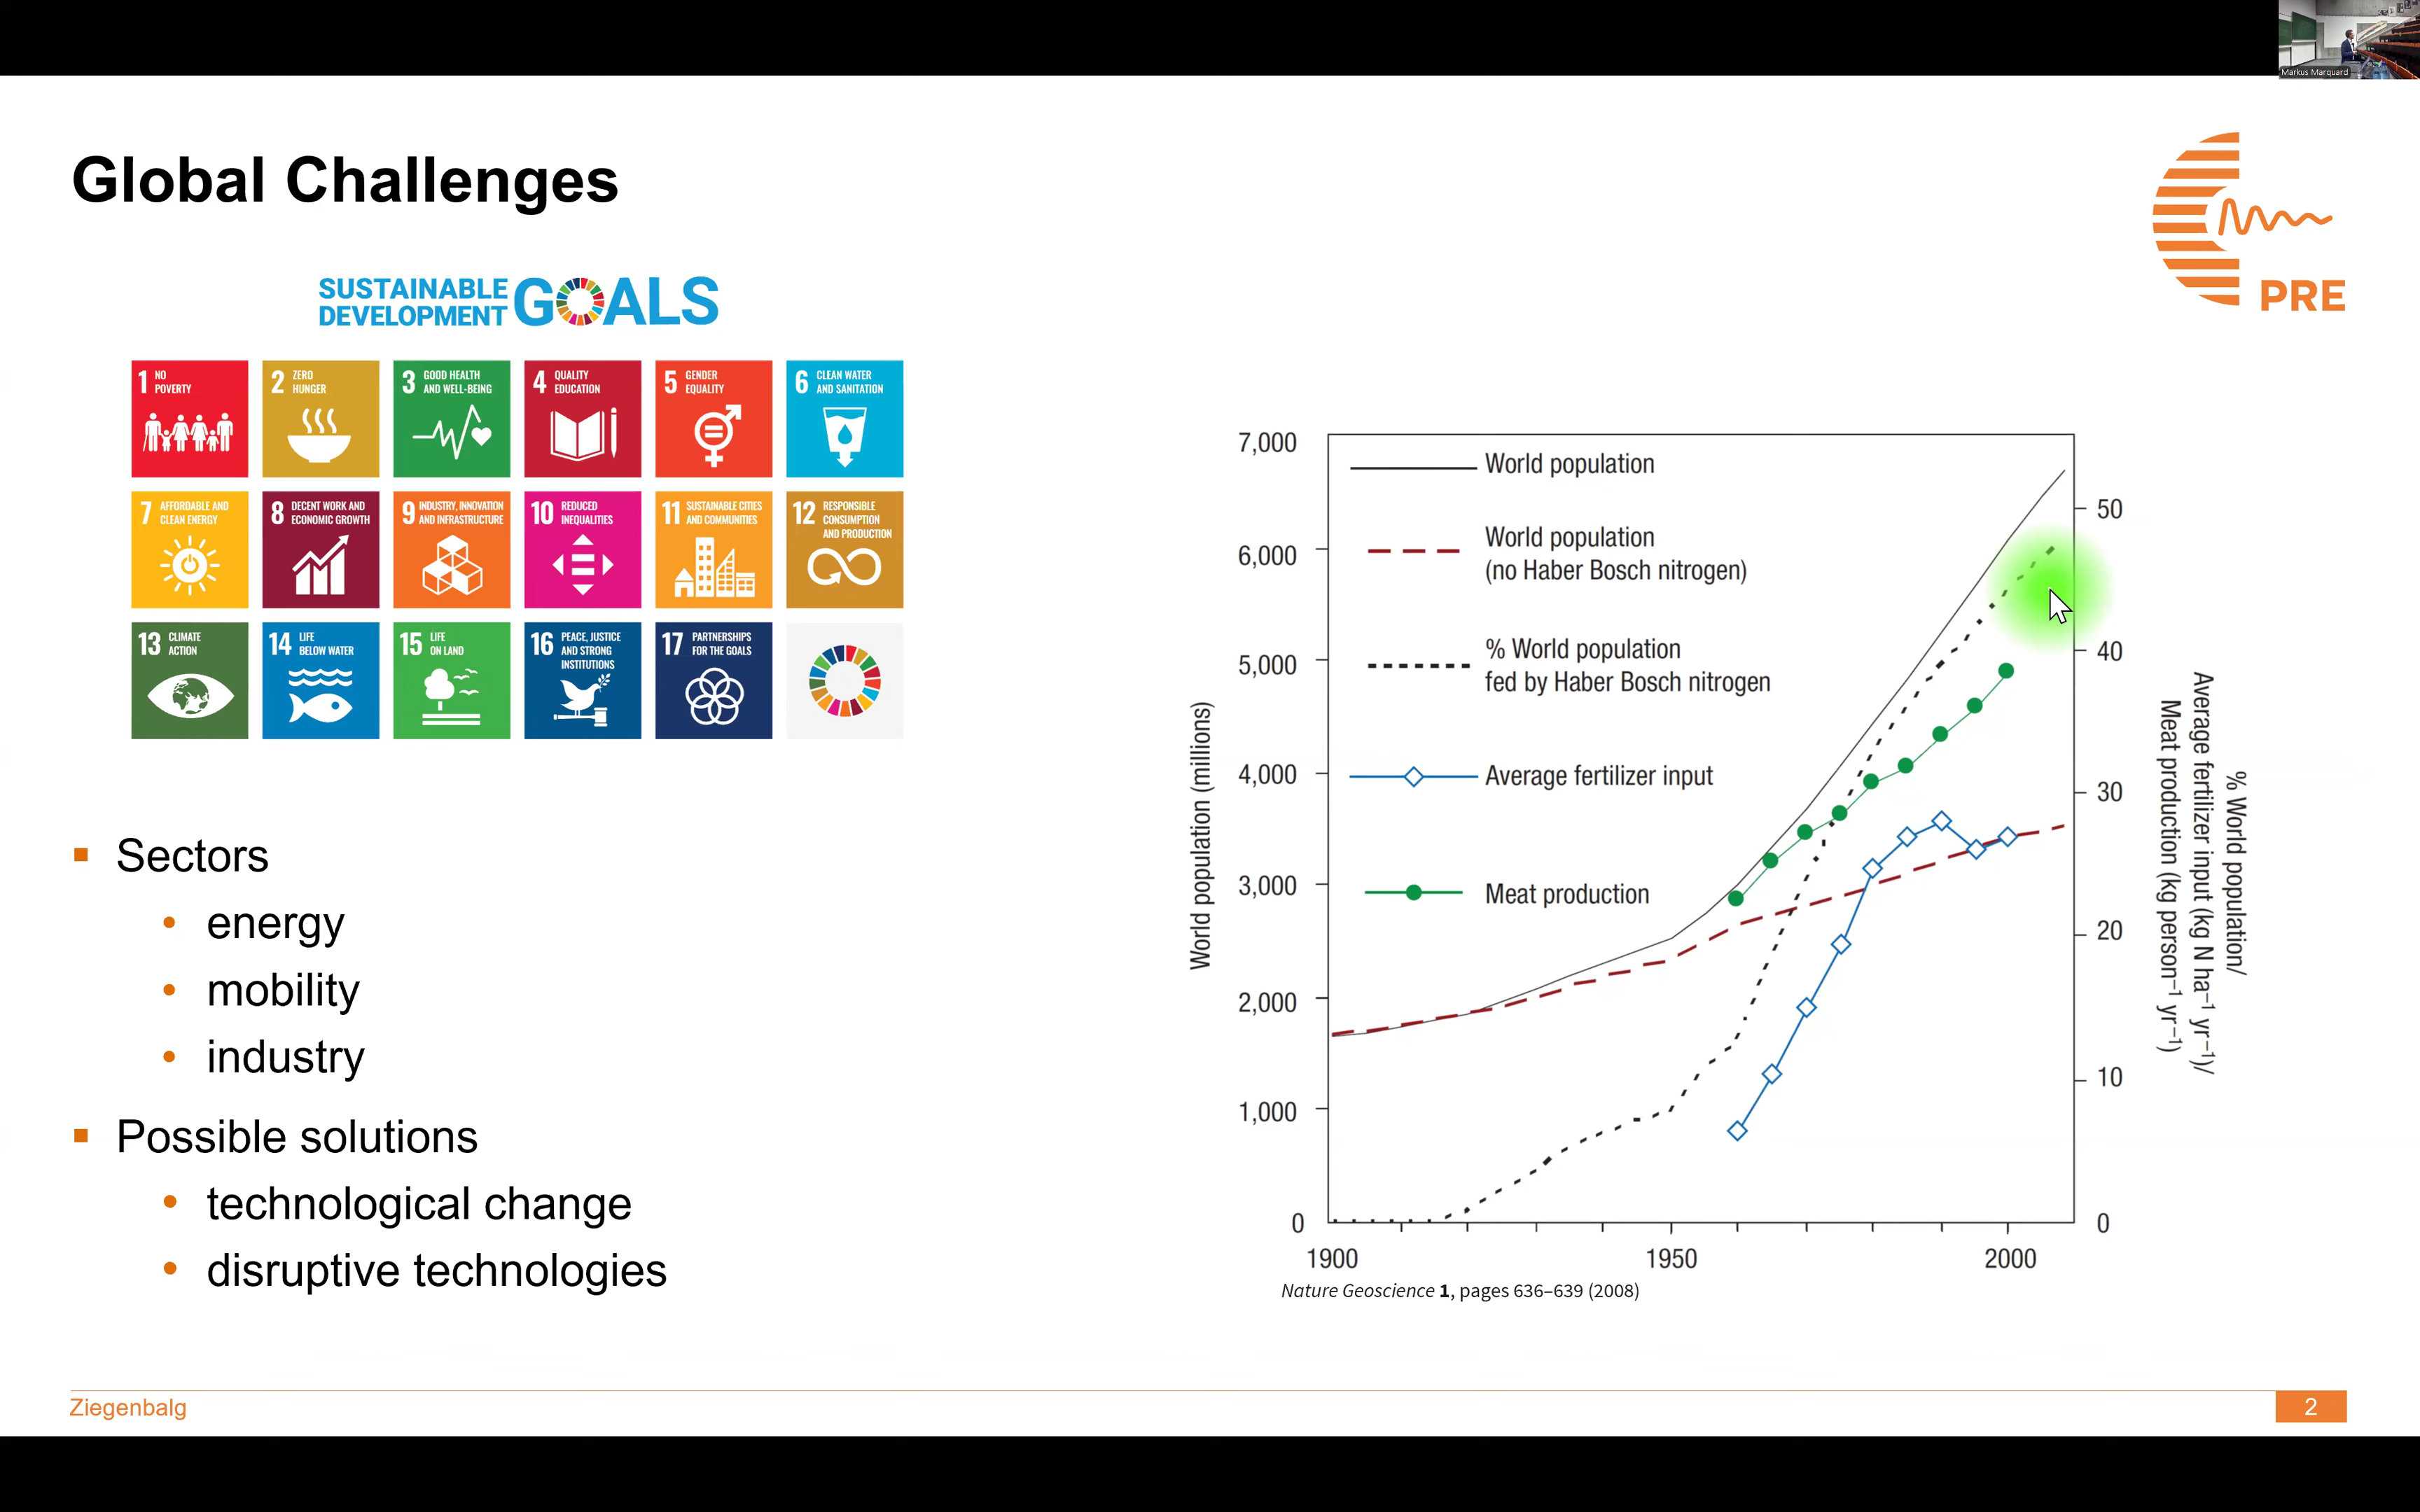 Markus Marquard
Global Challenges
PRE
SUSTAINABLE
DEVELOPMENT
GOALS
1 NO
POVERTY
2 ZERO
HUNGER
3 GOOD HEALTH
AND WELL-BEING
4 QUALITY
EDUCATION
5 GENDER
EQUALITY
6 CLEAN WATER
AND SANITATION
7 AFFORDABLE AND
CLEAN ENERGY
8 DECENT WORK AND
ECONOMIC GROWTH
9 INDUSTRY, INNOVATION
AND INFRASTRUCTURE
10 REDUCED
INEQUALITIES
11 SUSTAINABLE CITIES
AND COMMUNITIES
12 RESPONSIBLE
CONSUMPTION
AND PRODUCTION
13 CLIMATE
ACTION
14 LIFE
BELOW WATER
15 LIFE
ON LAND
16 PEACE, JUSTICE
AND STRONG
INSTITUTIONS
17 PARTNERSHIPS
FOR THE GOALS
▪ Sectors
• energy
• mobility
• industry
▪ Possible solutions
• technological change
• disruptive technologies
World population (millions)
7,000
6,000
5,000
4,000
3,000
2,000
1,000
0
World population
World population
(no Haber Bosch nitrogen)
% World population
fed by Haber Bosch nitrogen
Average fertilizer input
Meat production
50
40
30
20
10
0
% World population/
Average fertilizer input (kg N ha⁻¹ yr⁻¹)/
Meat production (kg person⁻¹ yr⁻¹)
1900
1950
2000
Nature Geoscience 1, pages 636–639 (2008)
Ziegenbalg
2